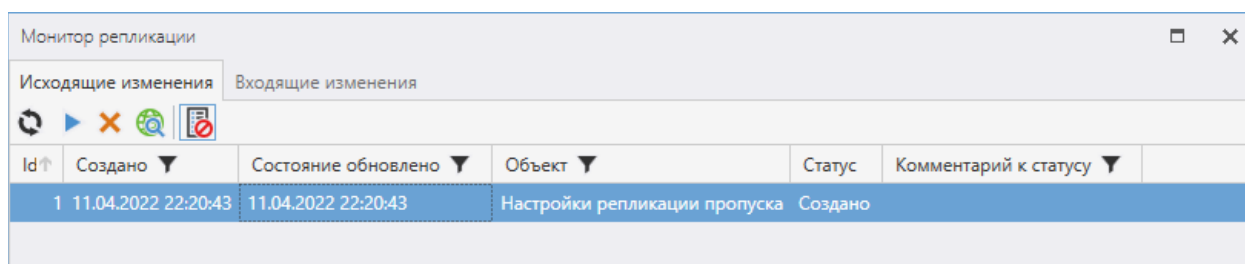 Монитор репликации
Исходящие изменения Входящие изменения
Id Создано Состояние обновлено Объект Статус Комментарий к статусу
1 11.04.2022 22:20:43 11.04.2022 22:20:43 Настройки репликации пропуска Создано